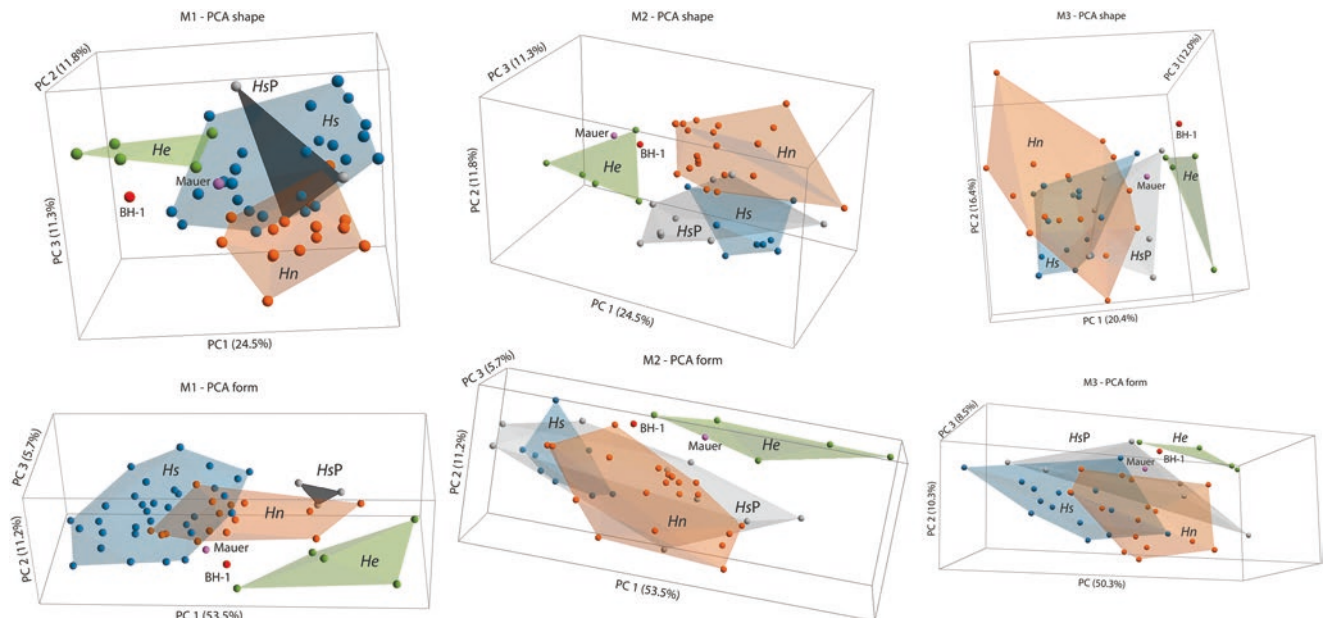 M1 - PCA shape
PC 2 (11.8%)
HsP
Hs
He
Mauer
BH-1
Hn
PC 3 (11.3%)
PC1 (24.5%)
M2 - PCA shape
PC 3 (11.3%)
Mauer
BH-1
He
Hn
Hs
HsP
PC 2 (11.8%)
PC 1 (24.5%)
M3 - PCA shape
PC 3 (12.0%)
BH-1
Hn
Mauer
He
PC 2 (16.4%)
Hs
HsP
PC 1 (20.4%)
M1 - PCA form
PC 3 (5.7%)
Hs
HsP
Hn
Mauer
BH-1
He
PC 2 (11.2%)
PC 1 (53.5%)
M2 - PCA form
PC 3 (5.7%)
Hs
BH-1
Mauer
He
PC 2 (11.2%)
HsP
Hn
PC 1 (53.5%)
M3 - PCA form
PC 3 (8.5%)
HsP
He
Mauer
BH-1
PC 2 (10.3%)
Hs
Hn
PC (50.3%)